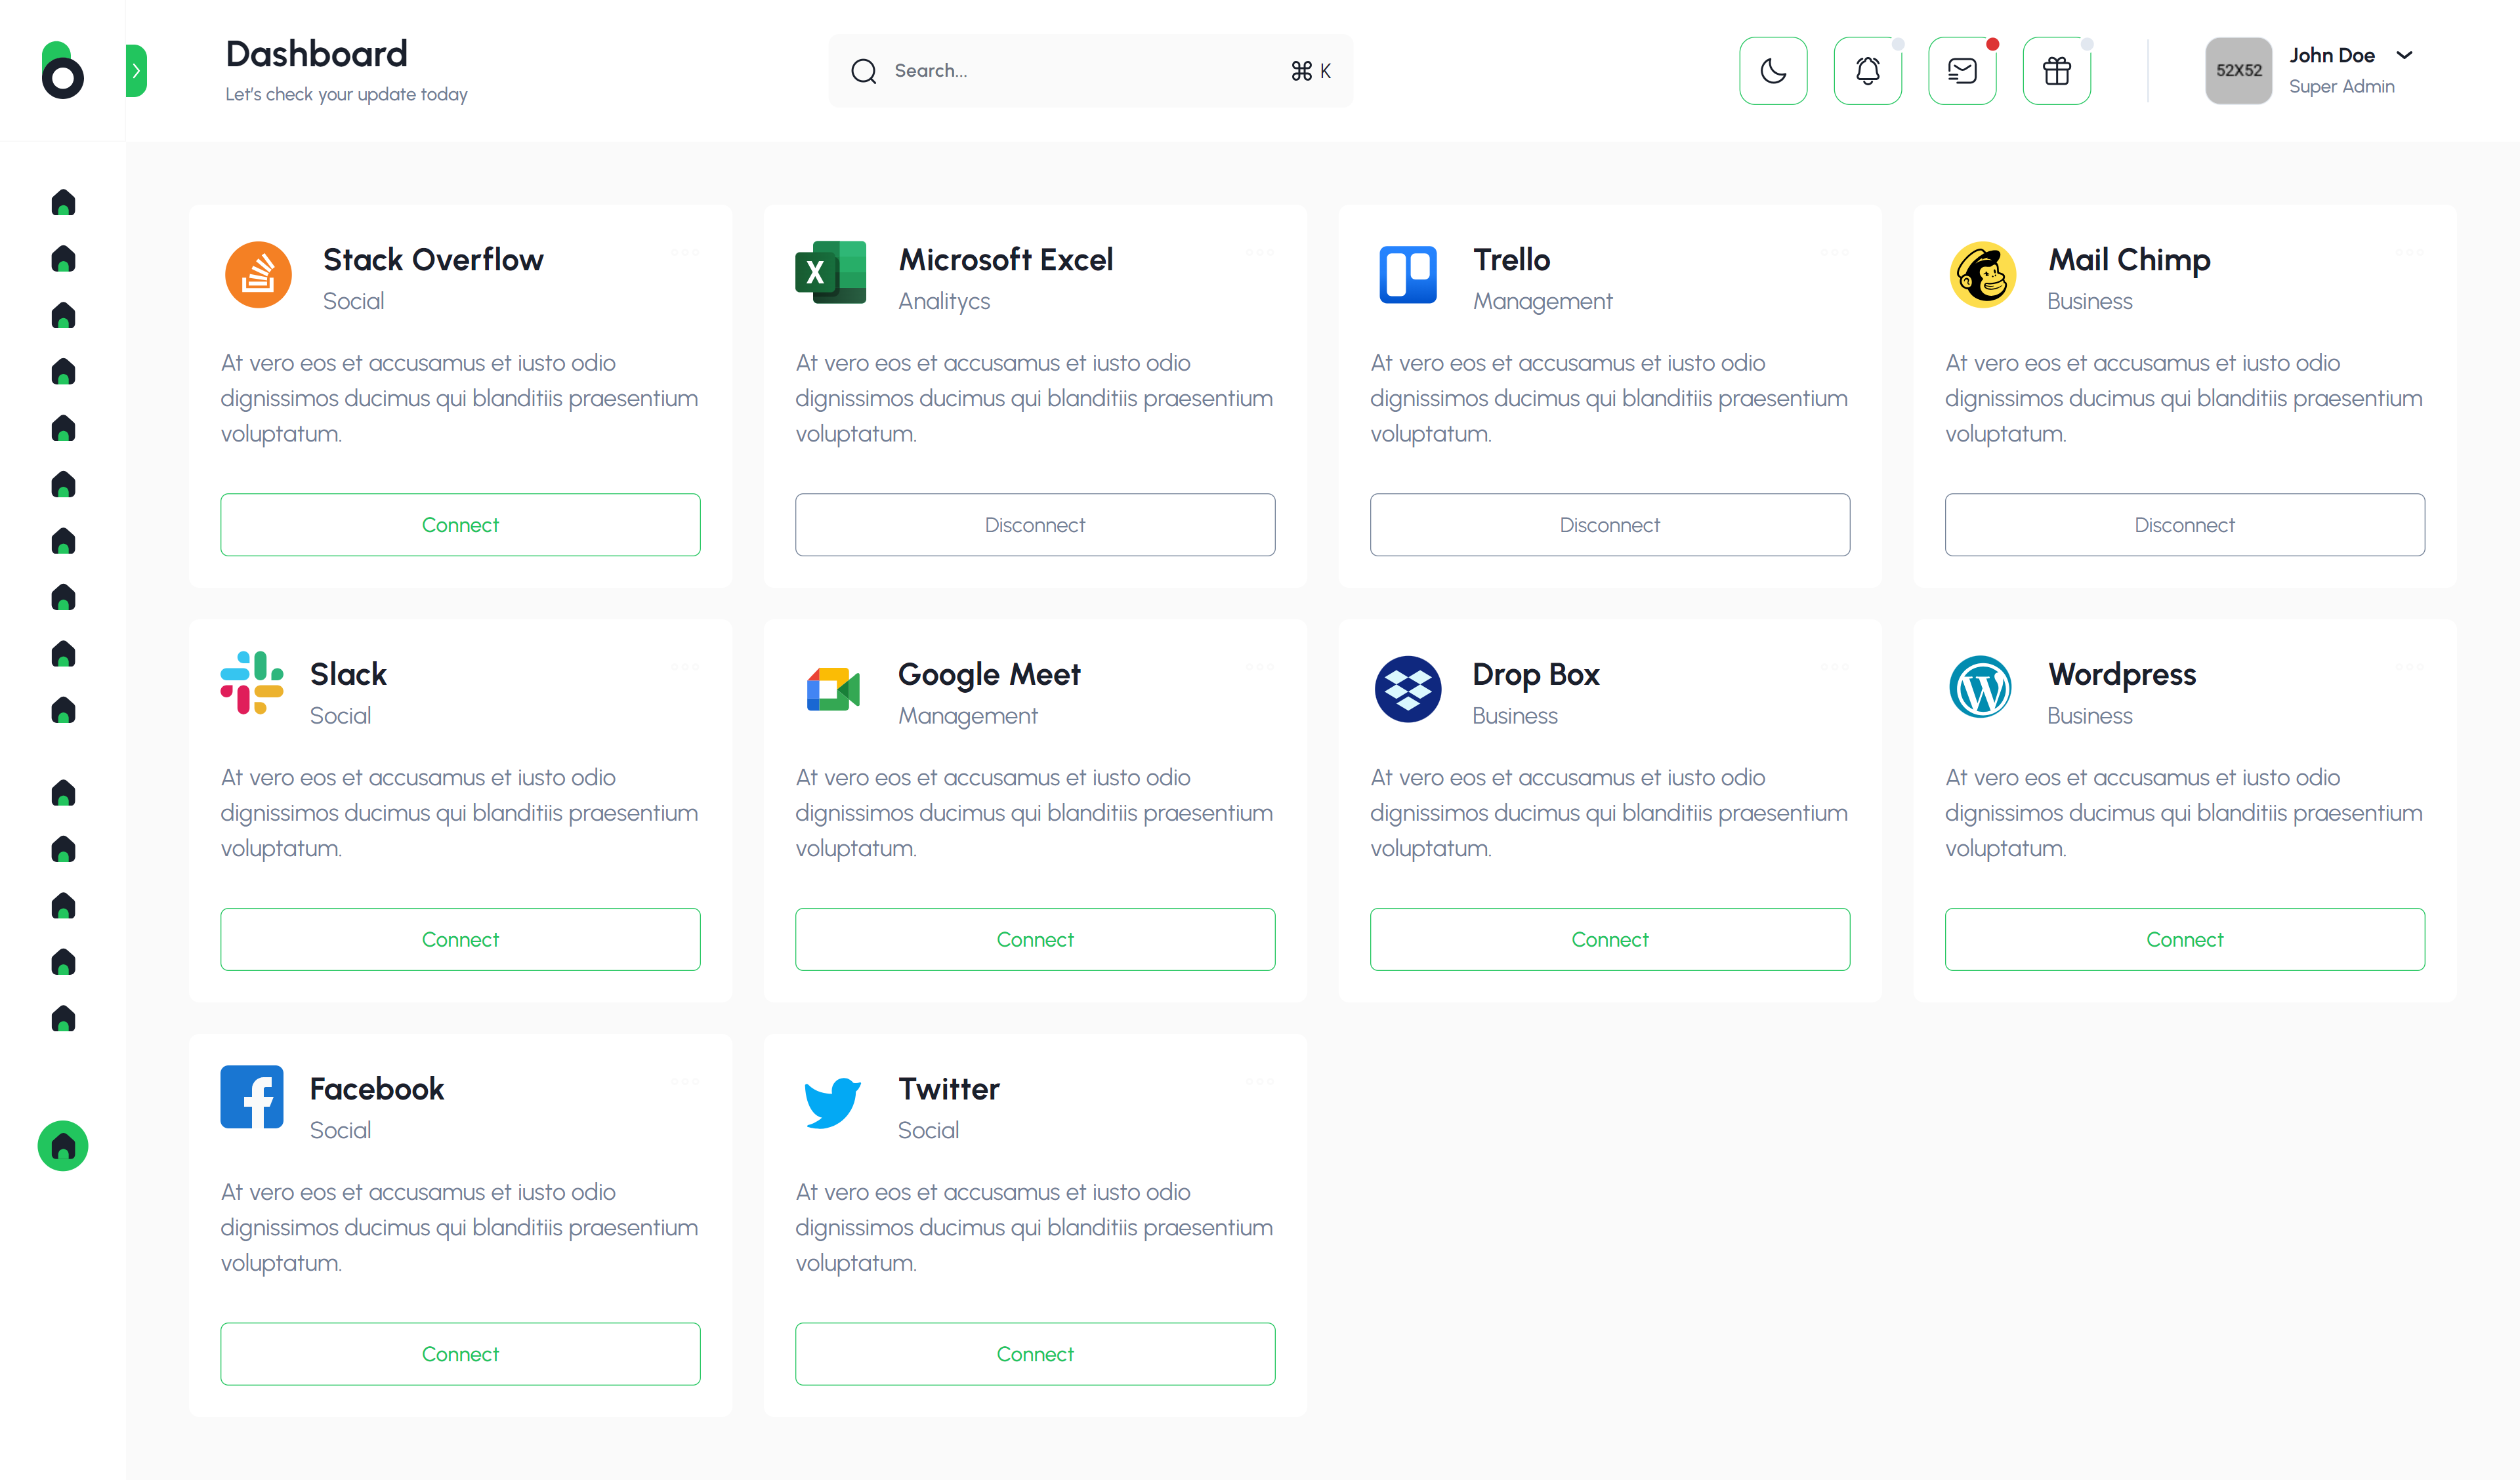 Dashboard
Let's check your update today
Search...
⌘ K
52X52
John Doe
Super Admin
Stack Overflow
Social
At vero eos et accusamus et iusto odio
dignissimos ducimus qui blanditiis praesentium
voluptatum.
Connect
Microsoft Excel
Analitycs
At vero eos et accusamus et iusto odio
dignissimos ducimus qui blanditiis praesentium
voluptatum.
Disconnect
Trello
Management
At vero eos et accusamus et iusto odio
dignissimos ducimus qui blanditiis praesentium
voluptatum.
Disconnect
Mail Chimp
Business
At vero eos et accusamus et iusto odio
dignissimos ducimus qui blanditiis praesentium
voluptatum.
Disconnect
Slack
Social
At vero eos et accusamus et iusto odio
dignissimos ducimus qui blanditiis praesentium
voluptatum.
Connect
Google Meet
Management
At vero eos et accusamus et iusto odio
dignissimos ducimus qui blanditiis praesentium
voluptatum.
Connect
Drop Box
Business
At vero eos et accusamus et iusto odio
dignissimos ducimus qui blanditiis praesentium
voluptatum.
Connect
Wordpress
Business
At vero eos et accusamus et iusto odio
dignissimos ducimus qui blanditiis praesentium
voluptatum.
Connect
Facebook
Social
At vero eos et accusamus et iusto odio
dignissimos ducimus qui blanditiis praesentium
voluptatum.
Connect
Twitter
Social
At vero eos et accusamus et iusto odio
dignissimos ducimus qui blanditiis praesentium
voluptatum.
Connect